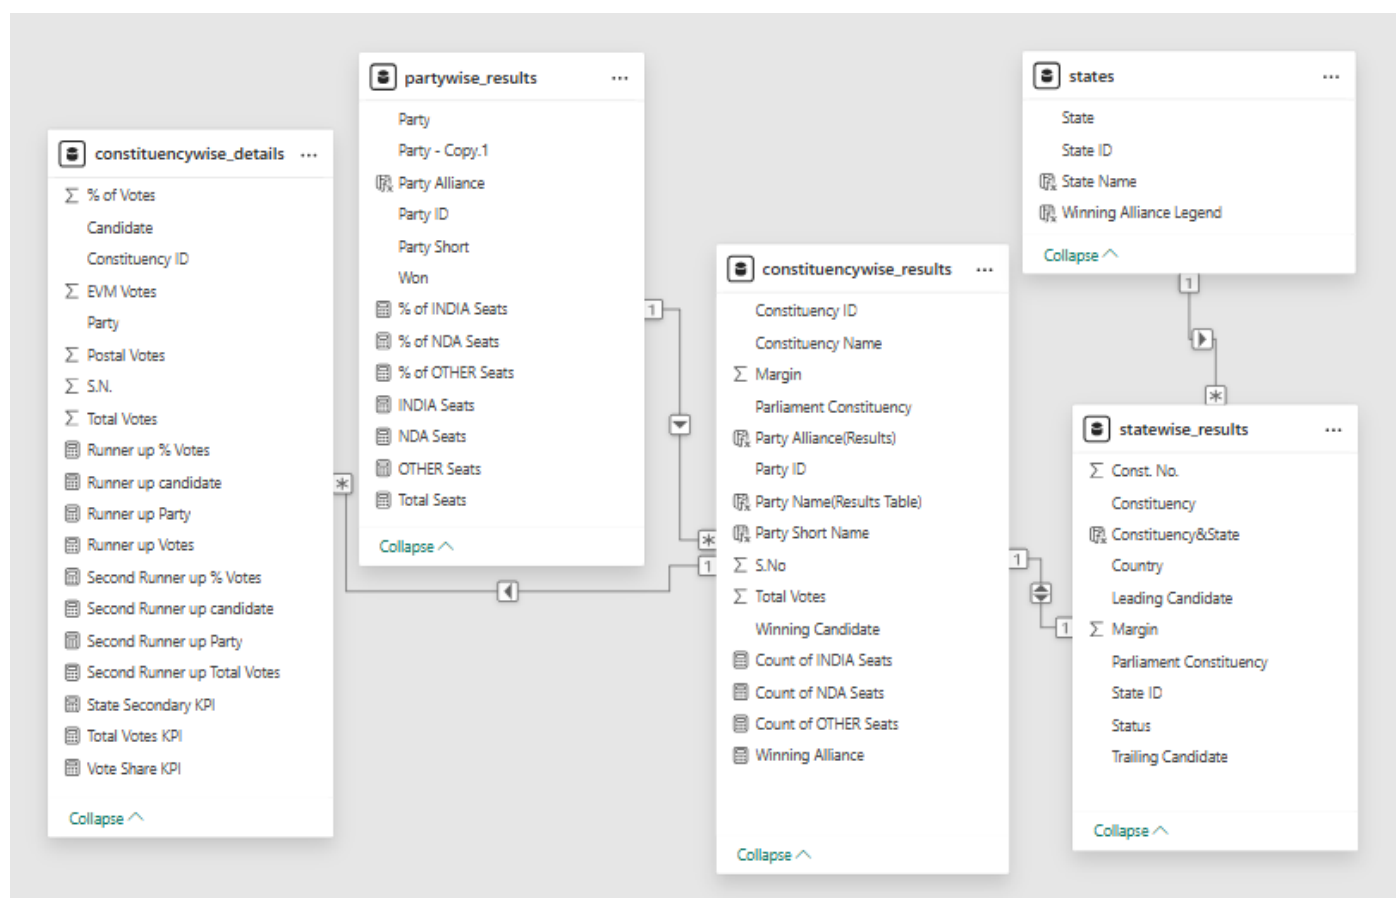 constituencywise_details
% of Votes
Candidate
Constituency ID
EVM Votes
Party
Postal Votes
S.N.
Total Votes
Runner up % Votes
Runner up candidate
Runner up Party
Runner up Votes
Second Runner up % Votes
Second Runner up candidate
Second Runner up Party
Second Runner up Total Votes
State Secondary KPI
Total Votes KPI
Vote Share KPI
Collapse
partywise_results
Party
Party - Copy.1
Party Alliance
Party ID
Party Short
Won
% of INDIA Seats
% of NDA Seats
% of OTHER Seats
INDIA Seats
NDA Seats
OTHER Seats
Total Seats
Collapse
1
*
*
1
constituencywise_results
Constituency ID
Constituency Name
Margin
Parliament Constituency
Party Alliance(Results)
Party ID
Party Name(Results Table)
Party Short Name
S.No
Total Votes
Winning Candidate
Count of INDIA Seats
Count of NDA Seats
Count of OTHER Seats
Winning Alliance
Collapse
1
1
states
State
State ID
State Name
Winning Alliance Legend
Collapse
1
*
statewise_results
Const. No.
Constituency
Constituency&State
Country
Leading Candidate
Margin
Parliament Constituency
State ID
Status
Trailing Candidate
Collapse